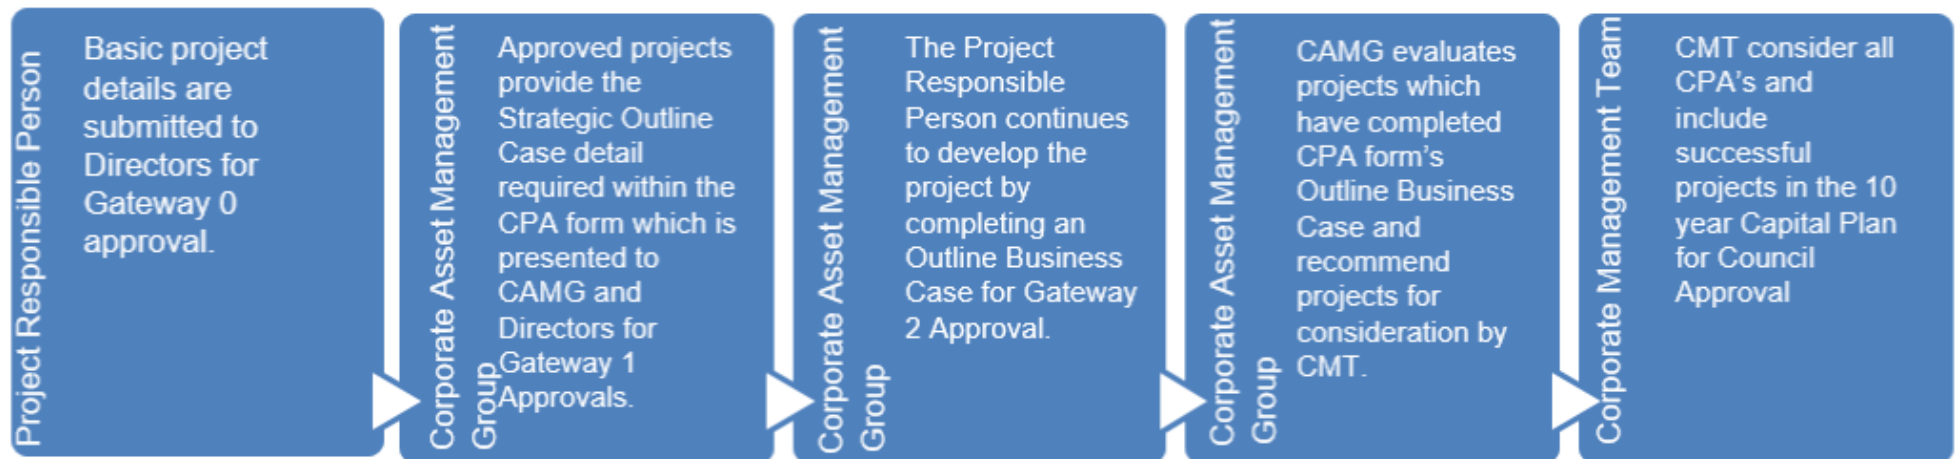 Project Responsible Person
Basic project
details are
submitted to
Directors for
Gateway 0
approval.
Corporate Asset Management
Group
Approved projects
provide the
Strategic Outline
Case detail
required within the
CPA form which is
presented to
CAMG and
Directors for
Gateway 1
Approvals.
Corporate Asset Management
Group
The Project
Responsible
Person continues
to develop the
project by
completing an
Outline Business
Case for Gateway
2 Approval.
Corporate Asset Management
Group
CAMG evaluates
projects which
have completed
CPA form's
Outline Business
Case and
recommend
projects for
consideration by
CMT.
Corporate Management Team
CMT consider all
CPA's and
include
successful
projects in the 10
year Capital Plan
for Council
Approval